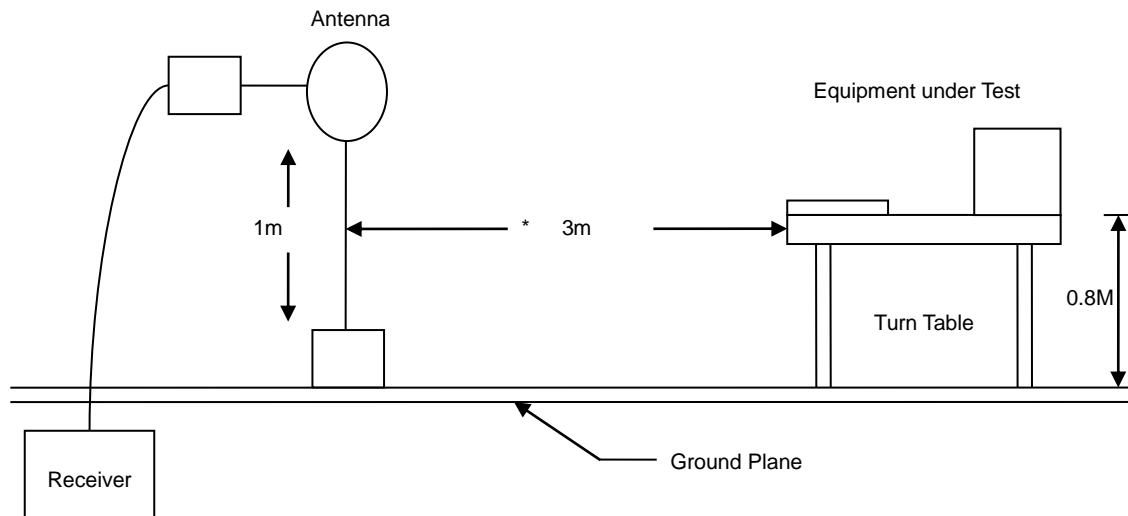 Antenna
Equipment under Test
1m
* 3m
0.8M
Turn Table
Ground Plane
Receiver